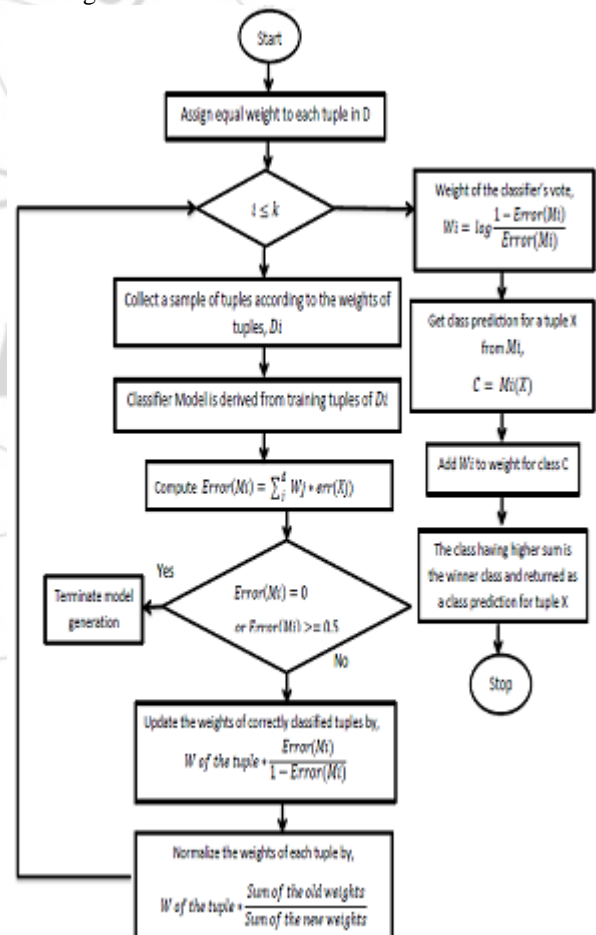 Start
Assign equal weight to each tuple in D
i ≤ k
Collect a sample of tuples according to the weights of
tuples, Di
Classifier Model is derived from training tuples of Di
Compute Error(Mi) = ∑ᵢᵈ Wj * err(Xj)
Error(Mi) = 0
or Error(Mi) >= 0.5
Yes
Terminate model
generation
No
Update the weights of correctly classified tuples by,
W of the tuple * Error(Mi) / 1 − Error(Mi)
Normalize the weights of each tuple by,
W of the tuple * Sum of the old weights / Sum of the new weights
Weight of the classifier's vote,
Wi = log 1 − Error(Mi) / Error(Mi)
Get class prediction for a tuple X
from Mi,
C = Mi(X)
Add Wi to weight for class C
The class having higher sum is
the winner class and returned as
a class prediction for tuple X
Stop